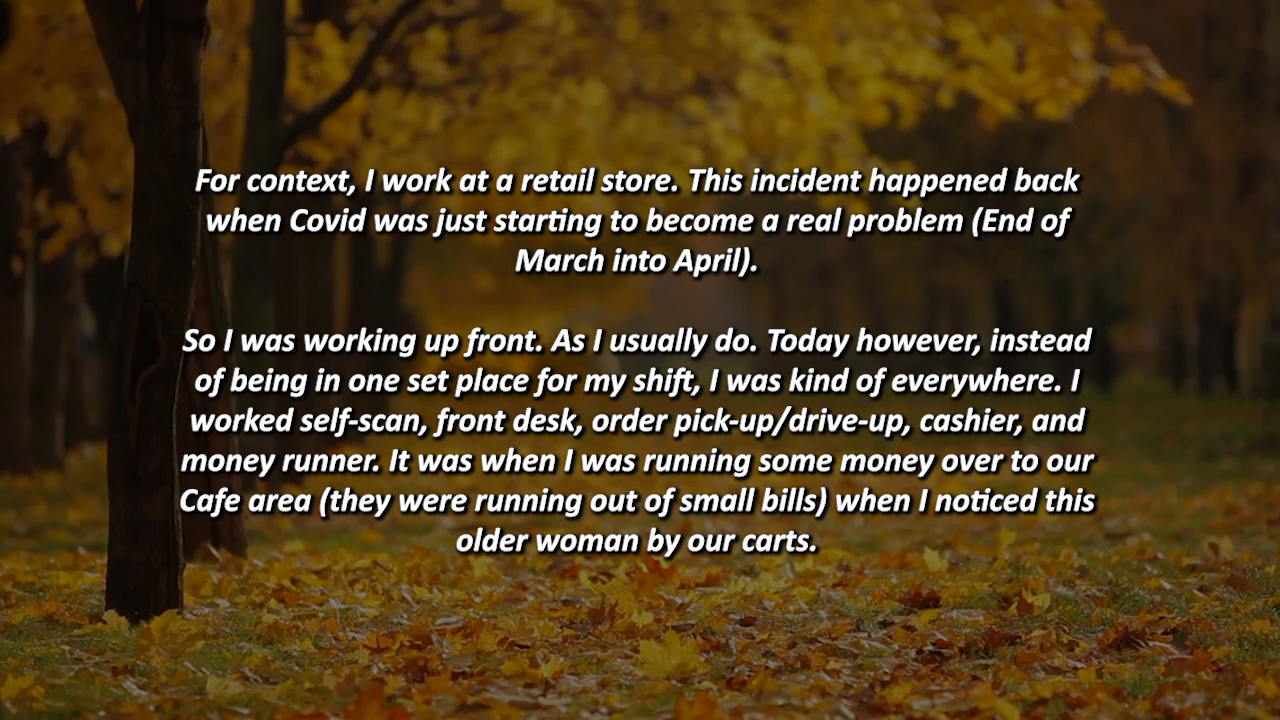 For context, I work at a retail store. This incident happened back
when Covid was just starting to become a real problem (End of
March into April).
So I was working up front. As I usually do. Today however, instead
of being in one set place for my shift, I was kind of everywhere. I
worked self-scan, front desk, order pick-up/drive-up, cashier, and
money runner. It was when I was running some money over to our
Cafe area (they were running out of small bills) when I noticed this
older woman by our carts.